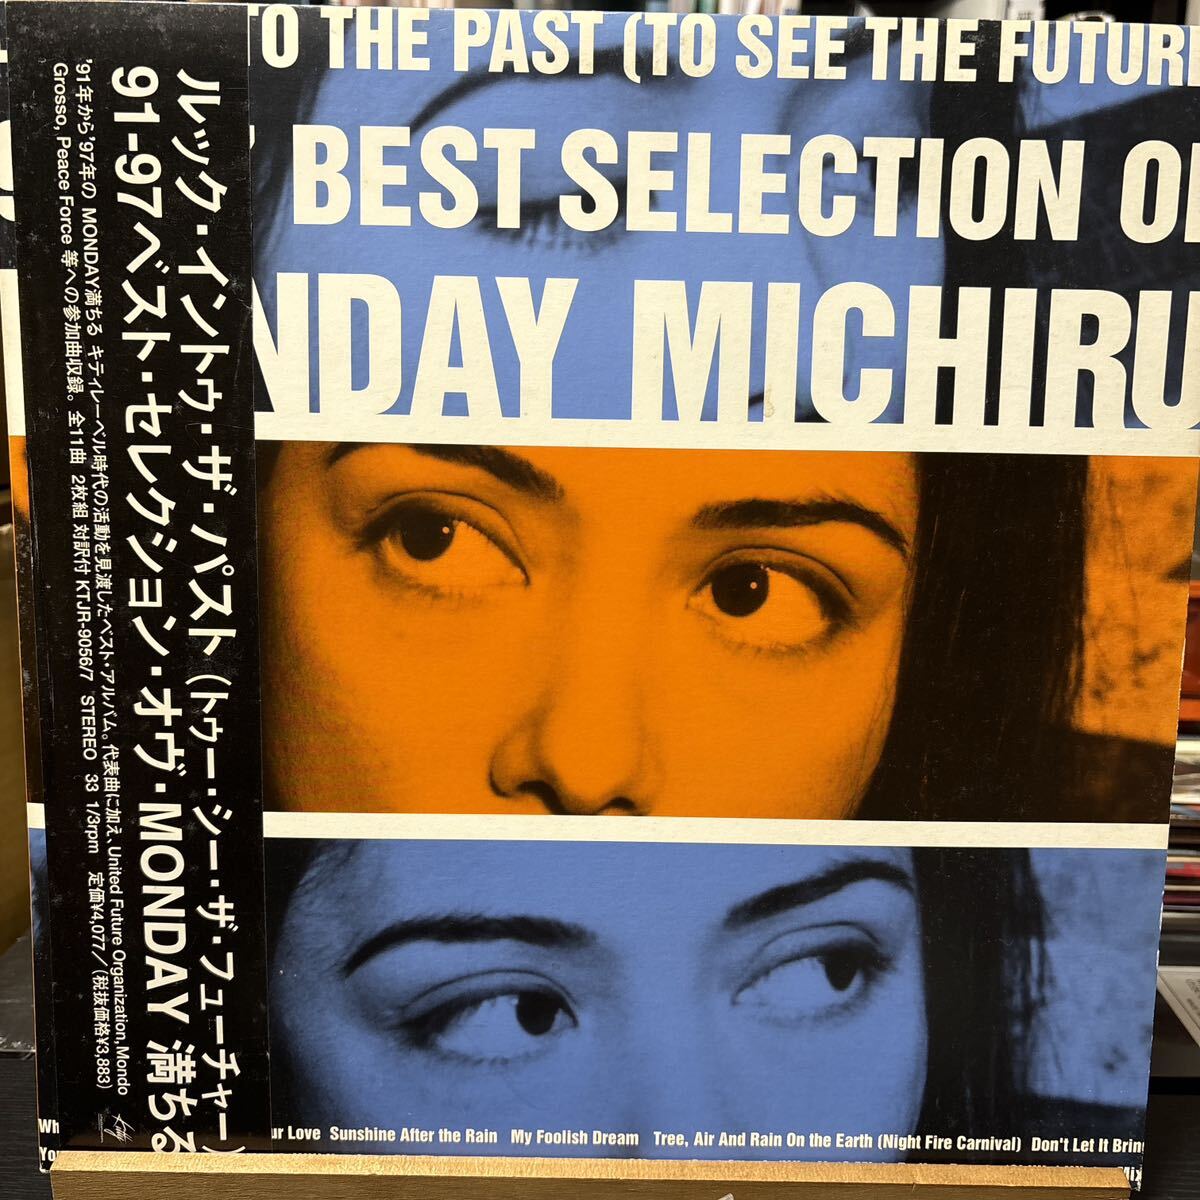 TO THE PAST (TO SEE THE FUTURE
BEST SELECTION OF
NDAY MICHIRU
ルック・イントゥ・ザ・パスト(トゥー・シー・ザ・フューチャー)
91-97ベスト・セレクション・オヴ・MONDAY 満ちる
'91年から'97年の MONDAY満ちる キティレーベル時代の活動を見渡したベスト・アルバム。代表曲に加え、United Future Organization, Mondo
Grosso, Peace Force 等への参加曲収録。全11曲 2枚組 対訳付 KTJR-9056/7 STEREO 33 1/3rpm 定価¥4,077/(税抜価格¥3,883)
Kitty
ur Love Sunshine After the Rain My Foolish Dream Tree, Air And Rain On the Earth (Night Fire Carnival) Don't Let It Bring
You
Mix